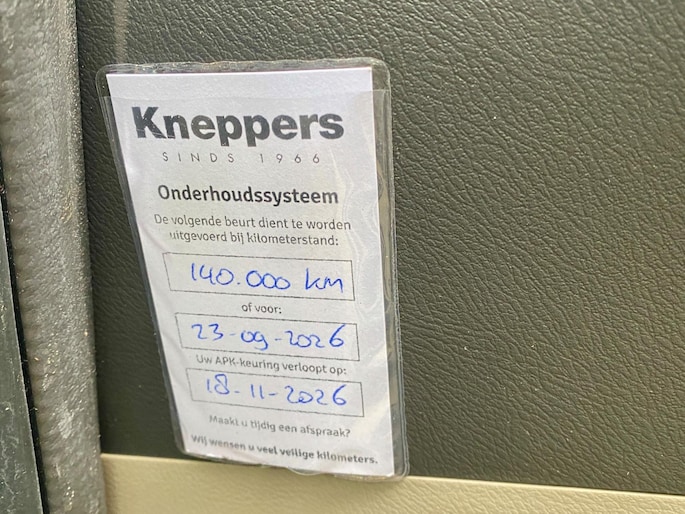 Kneppers
SINDS 1966
Onderhoudssysteem
De volgende beurt dient te worden
uitgevoerd bij kilometerstand:
140.000 km
of voor:
23-09-2026
Uw APK-keuring verloopt op:
18-11-2026
Maakt u tijdig een afspraak?
Wij wensen u veel veilige kilometers.